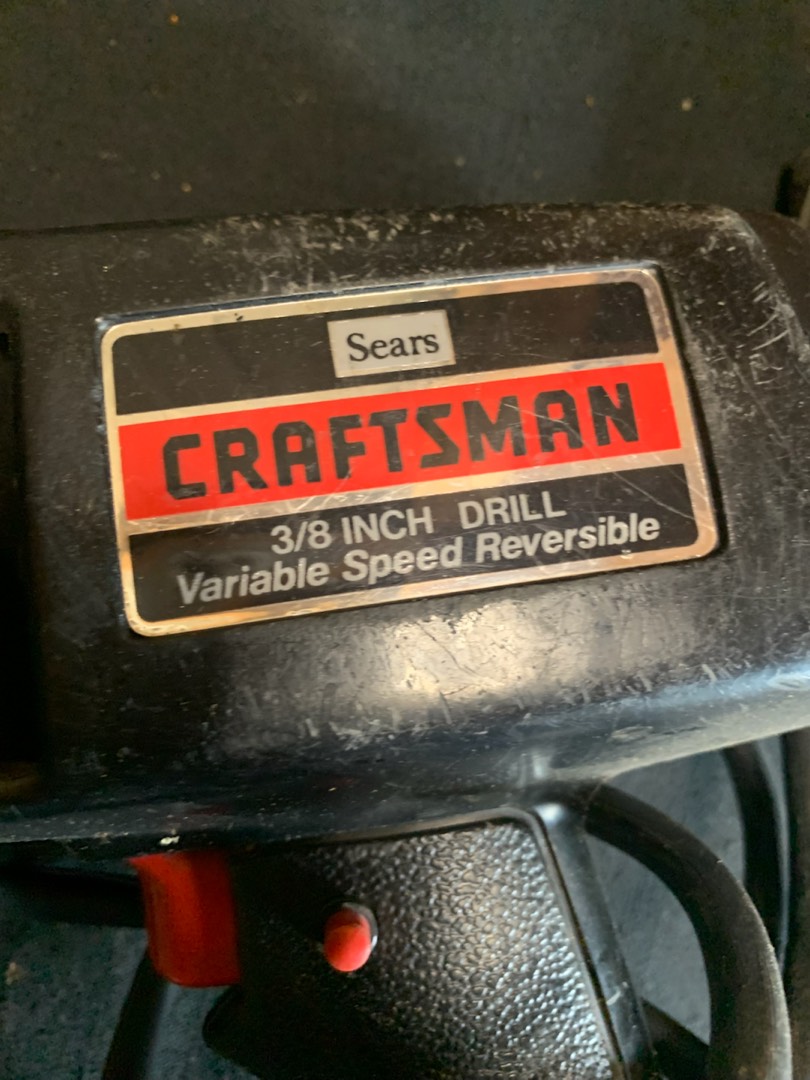 Sears
CRAFTSMAN
3/8 INCH DRILL
Variable Speed Reversible